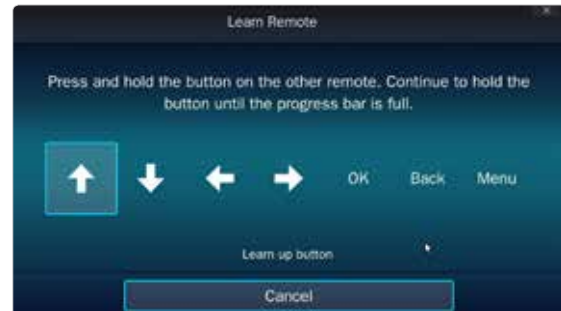 Learn Remote
Press and hold the button on the other remote. Continue to hold the
button until the progress bar is full.
OK Back Menu
Learn up button
Cancel